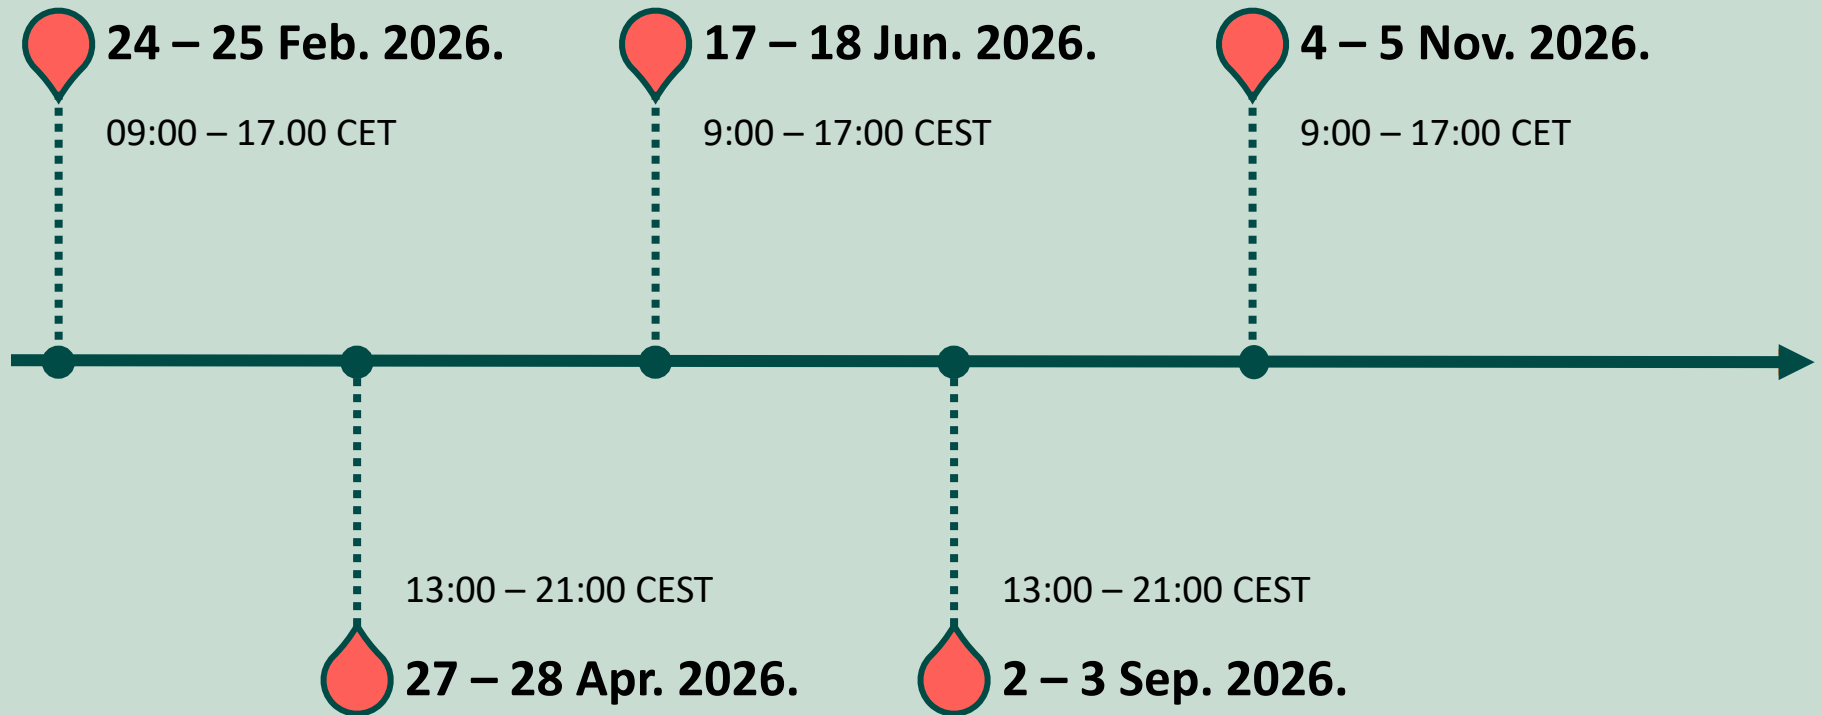 24 – 25 Feb. 2026.
09:00 – 17.00 CET
17 – 18 Jun. 2026.
9:00 – 17:00 CEST
4 – 5 Nov. 2026.
9:00 – 17:00 CET
13:00 – 21:00 CEST
27 – 28 Apr. 2026.
13:00 – 21:00 CEST
2 – 3 Sep. 2026.